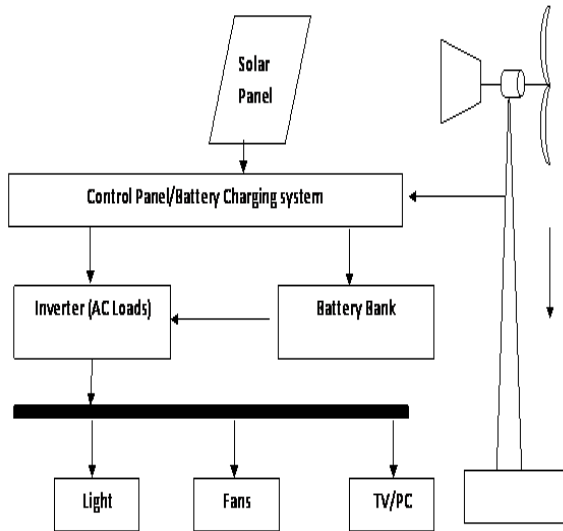 Solar
Panel
Control Panel/Battery Charging system
Inverter (AC Loads)
Battery Bank
Light
Fans
TV/PC